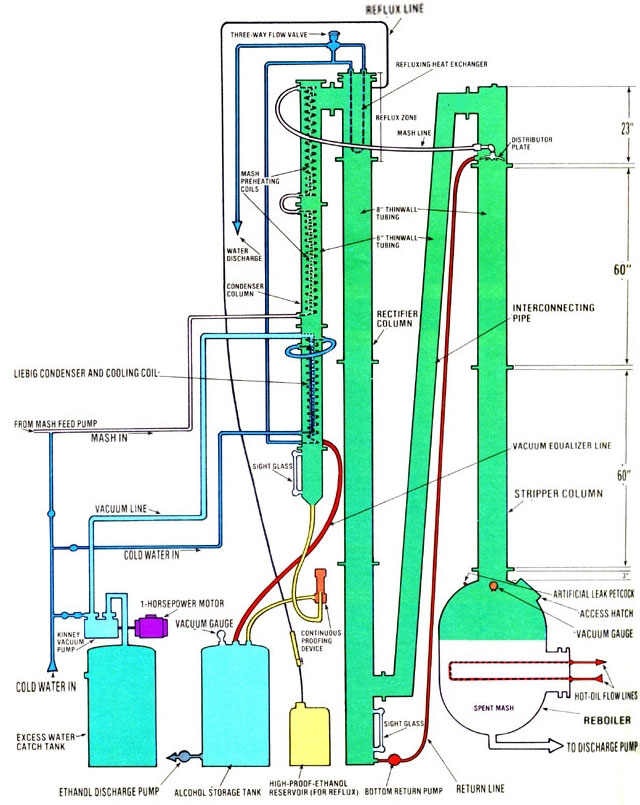 REFLUX LINE
THREE-WAY FLOW VALVE
REFLUXING HEAT EXCHANGER
REFLUX ZONE
MASH LINE
DISTRIBUTOR
PLATE
23"
MASH
PREHEATING
COILS
8" THINWALL
TUBING
6" THINWALL
TUBING
WATER
DISCHARGE
60"
CONDENSER
COLUMN
RECTIFIER
COLUMN
INTERCONNECTING
PIPE
LIEBIG CONDENSER AND COOLING COIL
FROM MASH FEED PUMP
MASH IN
VACUUM EQUALIZER LINE
SIGHT GLASS
60"
STRIPPER COLUMN
VACUUM LINE
COLD WATER IN
3"
1-HORSEPOWER MOTOR
VACUUM GAUGE
KINNEY
VACUUM
PUMP
CONTINUOUS
PROOFING
DEVICE
ARTIFICIAL LEAK PETCOCK
ACCESS HATCH
VACUUM GAUGE
COLD WATER IN
HOT-OIL FLOW LINES
SPENT MASH
REBOILER
SIGHT GLASS
EXCESS WATER
CATCH TANK
TO DISCHARGE PUMP
ETHANOL DISCHARGE PUMP
ALCOHOL STORAGE TANK
HIGH-PROOF-ETHANOL
RESERVOIR (FOR REFLUX)
BOTTOM RETURN PUMP
RETURN LINE